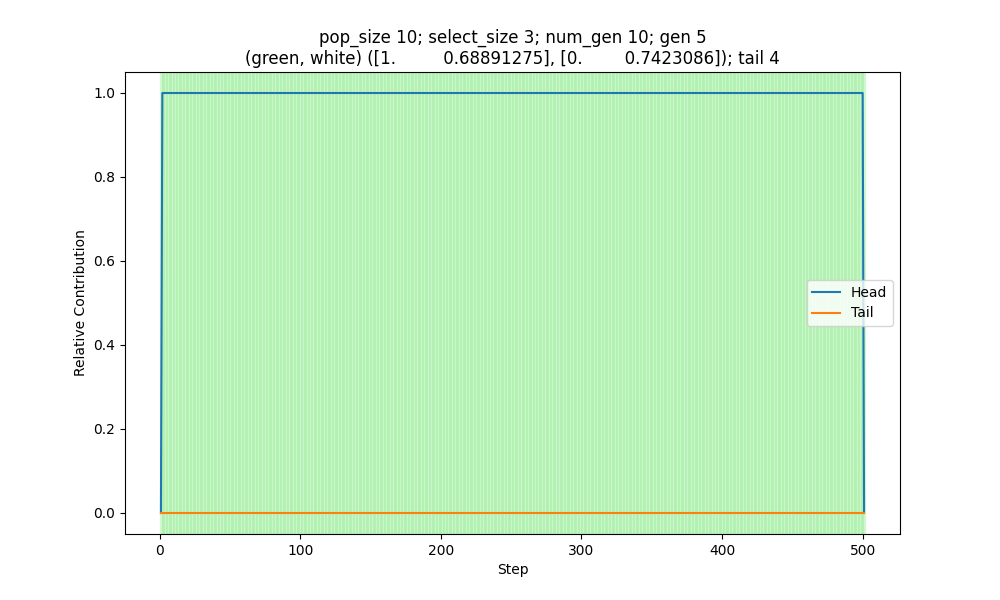 pop_size 10; select_size 3; num_gen 10; gen 5
(green, white) ([1.         0.68891275], [0.        0.7423086]); tail 4
1.0
0.8
0.6
0.4
0.2
0.0
Relative Contribution
Head
Tail
0
100
200
300
400
500
Step